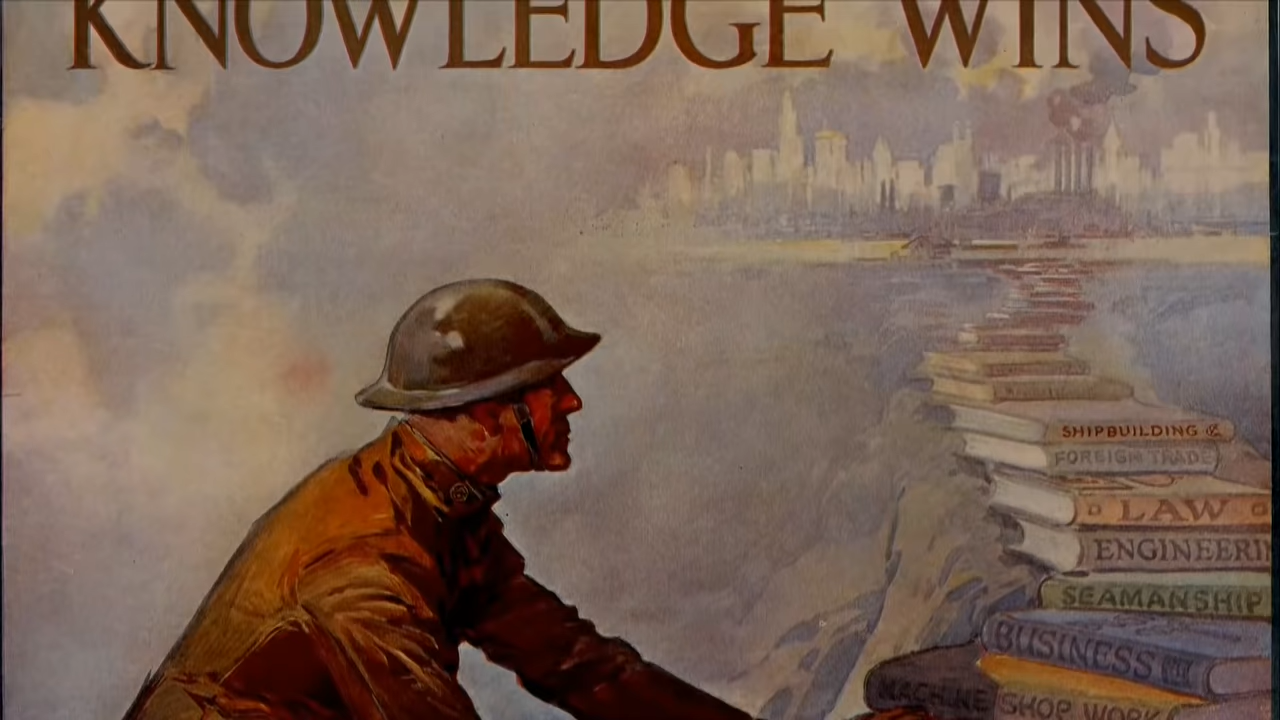 KNOWLEDGE WINS
SHIPBUILDING &
FOREIGN TRADE
LAW
ENGINEERIN
SEAMANSHIP
BUSINESS
MACHINE SHOP WORK